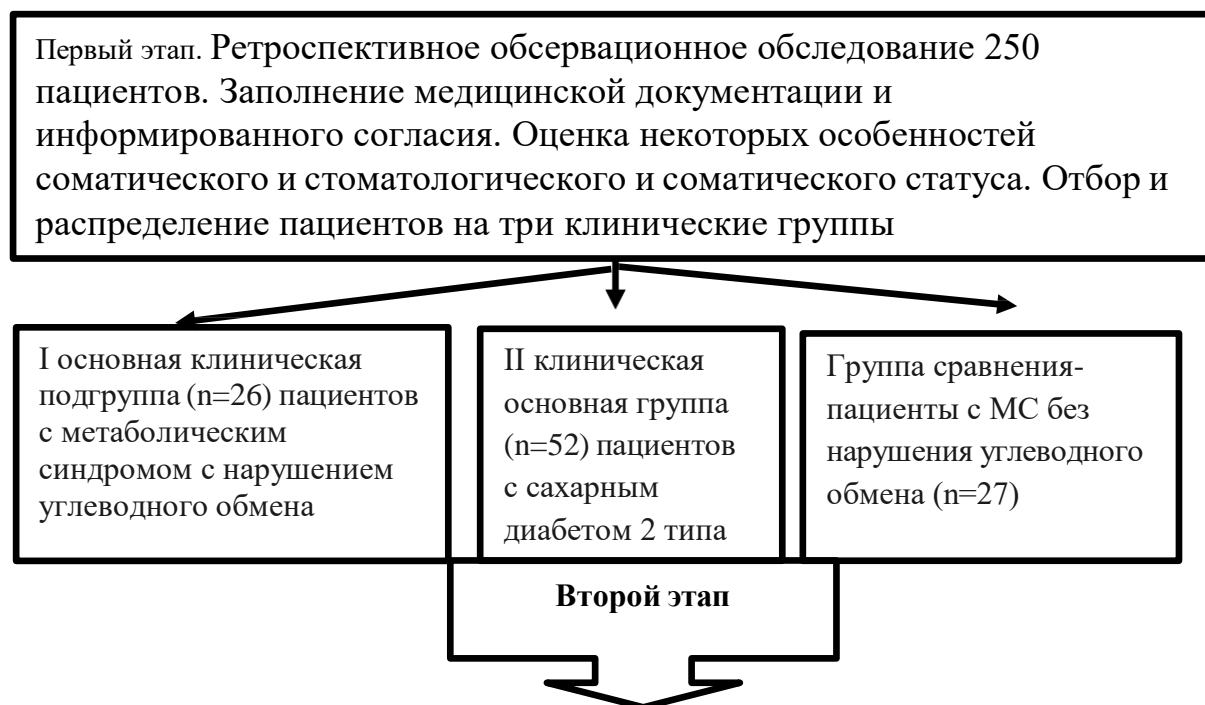 Первый этап. Ретроспективное обсервационное обследование 250
пациентов. Заполнение медицинской документации и
информированного согласия. Оценка некоторых особенностей
соматического и стоматологического и соматического статуса. Отбор и
распределение пациентов на три клинические группы
I основная клиническая
подгруппа (n=26) пациентов
с метаболическим
синдромом с нарушением
углеводного обмена
II клиническая
основная группа
(n=52) пациентов
с сахарным
диабетом 2 типа
Группа сравнения-
пациенты с МС без
нарушения углеводного
обмена (n=27)
Второй этап